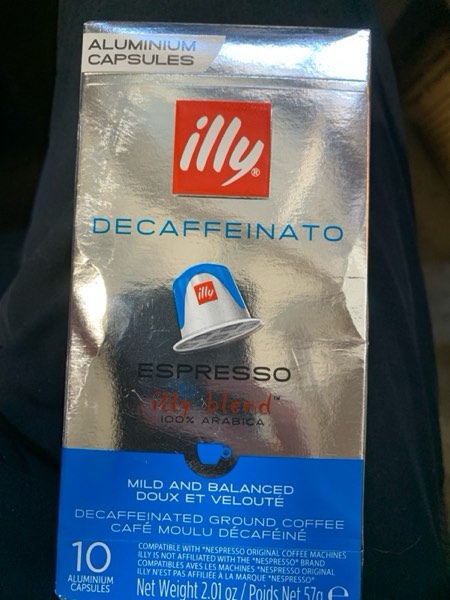 ALUMINIUM
CAPSULES
illy®
DECAFFEINATO
illy
ESPRESSO
illy blend™
100% ARABICA
MILD AND BALANCED
DOUX ET VELOUTÉ
DECAFFEINATED GROUND COFFEE
CAFÉ MOULU DÉCAFÉINÉ
10
ALUMINIUM
CAPSULES
COMPATIBLE WITH *NESPRESSO ORIGINAL COFFEE MACHINES
ILLY IS NOT AFFILIATED WITH THE *NESPRESSO® BRAND
COMPATIBLES AVEC LES MACHINES *NESPRESSO® ORIGINAL
ILLY N'EST PAS AFFILIÉE À LA MARQUE *NESPRESSO®
Net Weight 2.01 oz / Poids Net 57g ℮